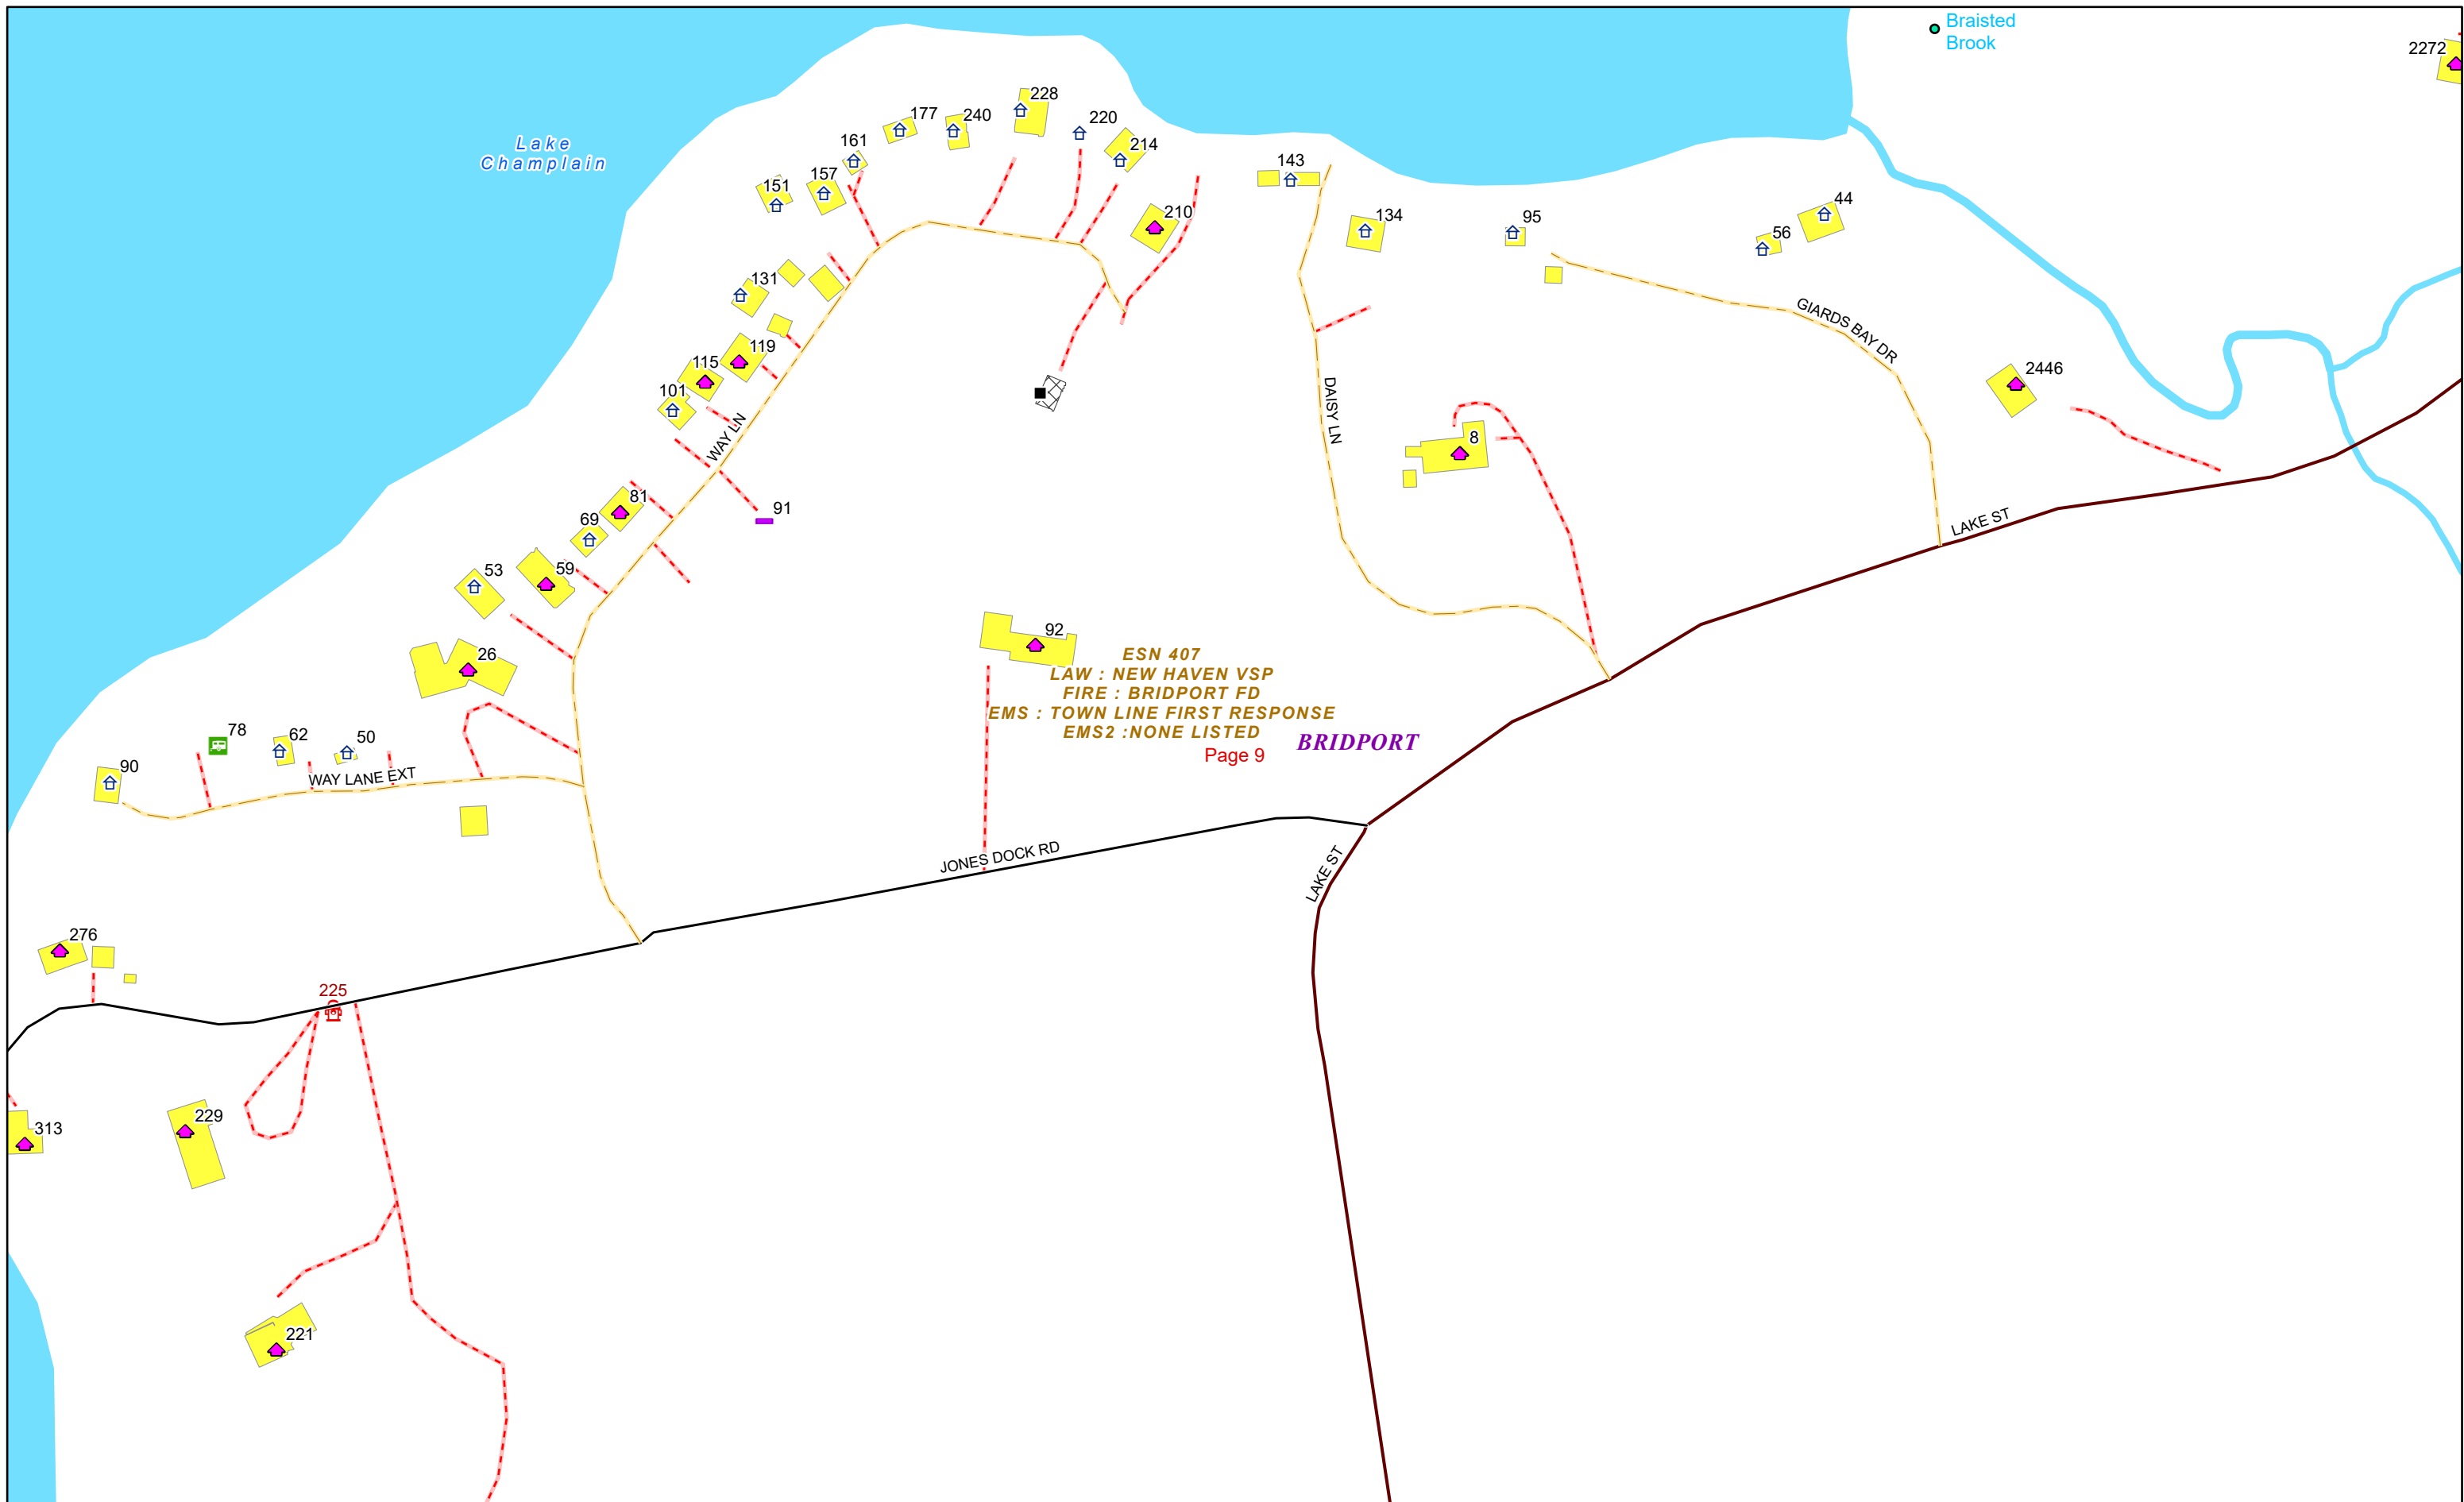 Braisted
Brook
2272
228
177
240
220
161
214
Lake
Champlain
143
151
157
44
210
134
95
56
131
GIARDS BAY DR
119
115
2446
101
DAISY LN
WAY LN
8
81
91
69
LAKE ST
53
59
92
26
ESN 407
LAW : NEW HAVEN VSP
FIRE : BRIDPORT FD
EMS : TOWN LINE FIRST RESPONSE
EMS2 :NONE LISTED
BRIDPORT
Page 9
78
62
50
90
WAY LANE EXT
JONES DOCK RD
LAKE ST
276
225
229
313
221